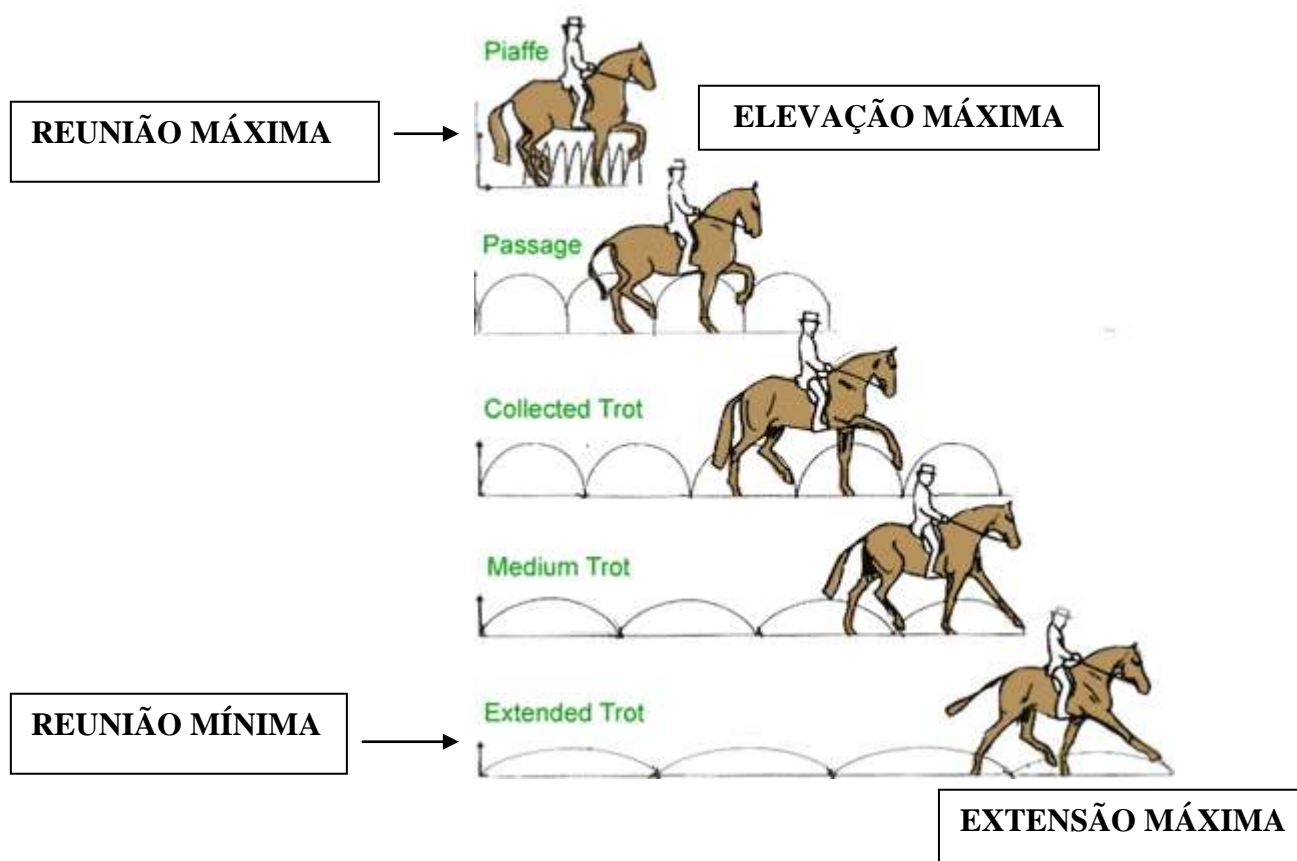 Piaffe
REUNIÃO MÁXIMA
ELEVAÇÃO MÁXIMA
Passage
Collected Trot
Medium Trot
REUNIÃO MÍNIMA
Extended Trot
EXTENSÃO MÁXIMA